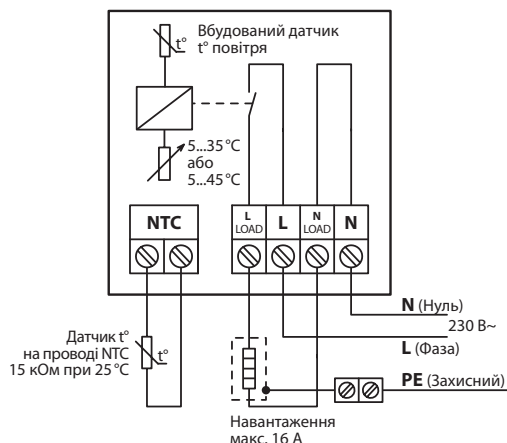 Вбудований датчик
t° повітря
t°
5...35 °C
або
5...45 °C
NTC
L
LOAD
L
N
LOAD
N
N (Нуль)
230 В~
L (Фаза)
PE (Захисний)
Датчик t°
на проводі NTC
15 кОм при 25 °C
t°
Навантаження
макс. 16 А